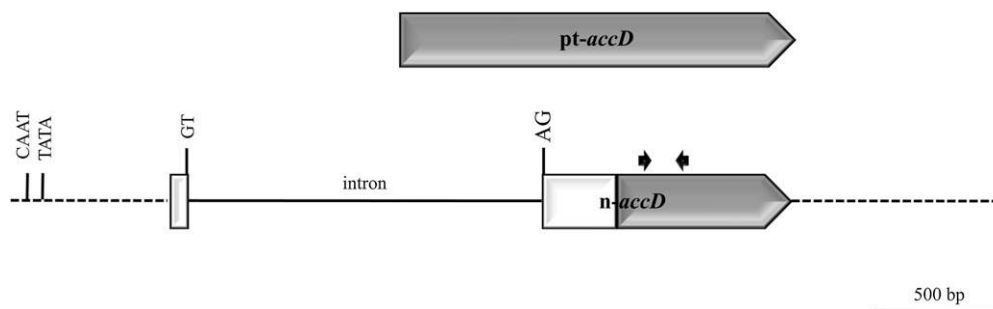 pt-accD
CAAT
TATA
GT
AG
intron
n-accD
500 bp